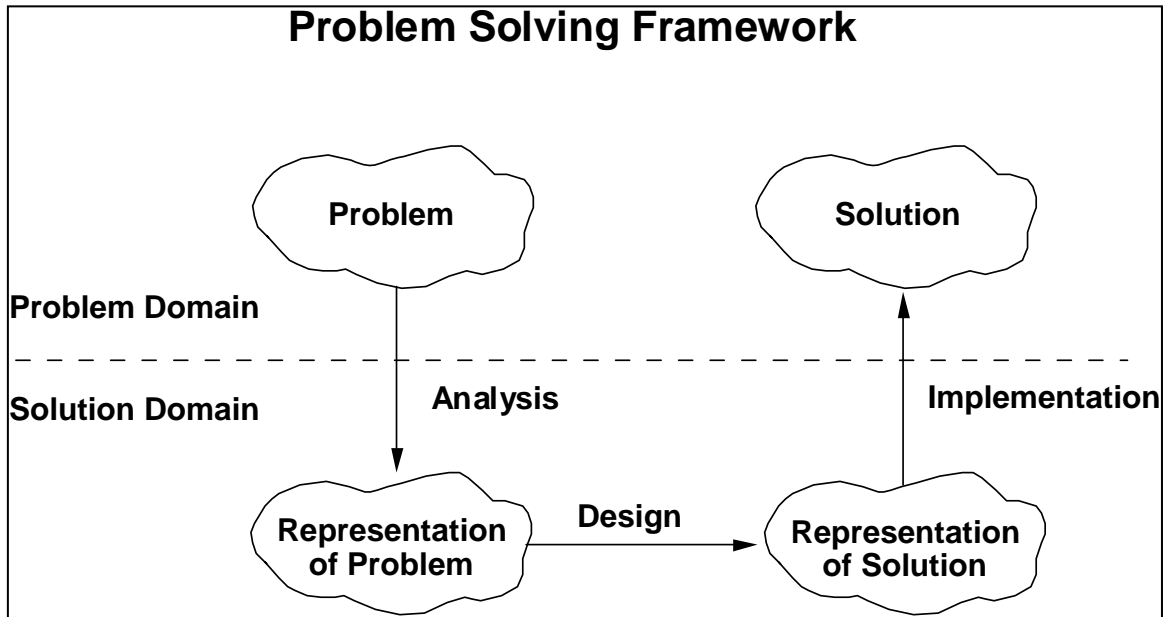 Problem Solving Framework
Problem
Solution
Problem Domain
Solution Domain
Analysis
Implementation
Representation
of Problem
Design
Representation
of Solution